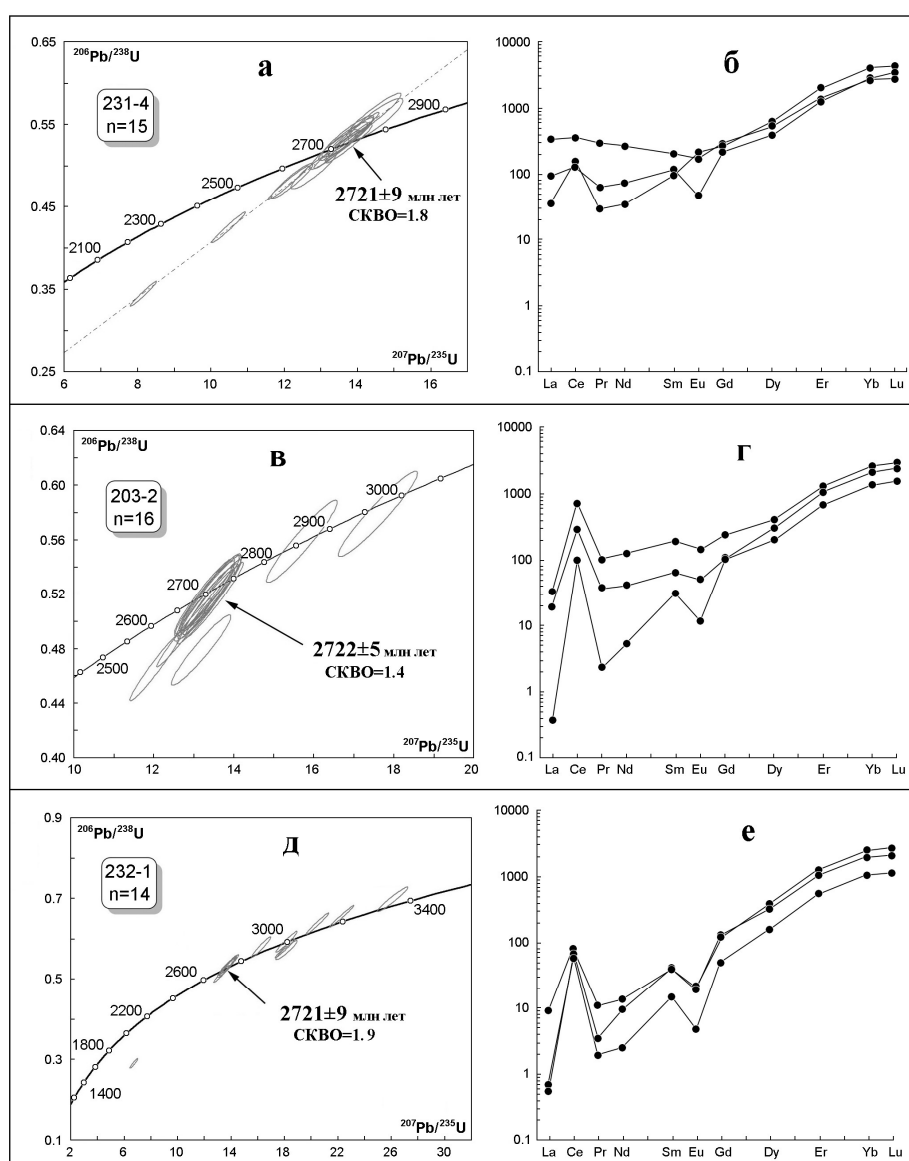 а
²⁰⁶Pb/²³⁸U
231-4
n=15
0.65
0.55
0.45
0.35
0.25
2100
2300
2500
2700
2900
2721±9 млн лет
СКВО=1.8
²⁰⁷Pb/²³⁵U
6 8 10 12 14 16
б
10000
1000
100
10
1
0.1
La Ce Pr Nd Sm Eu Gd Dy Er Yb Lu
в
²⁰⁶Pb/²³⁸U
203-2
n=16
0.64
0.60
0.56
0.52
0.48
0.44
0.40
2500
2600
2700
2800
2900
3000
2722±5 млн лет
СКВО=1.4
²⁰⁷Pb/²³⁵U
10 12 14 16 18 20
г
10000
1000
100
10
1
0.1
La Ce Pr Nd Sm Eu Gd Dy Er Yb Lu
д
²⁰⁶Pb/²³⁸U
232-1
n=14
0.9
0.7
0.5
0.3
0.1
1400
1800
2200
2600
3000
3400
2721±9 млн лет
СКВО=1. 9
²⁰⁷Pb/²³⁵U
2 6 10 14 18 22 26 30
е
10000
1000
100
10
1
0.1
La Ce Pr Nd Sm Eu Gd Dy Er Yb Lu